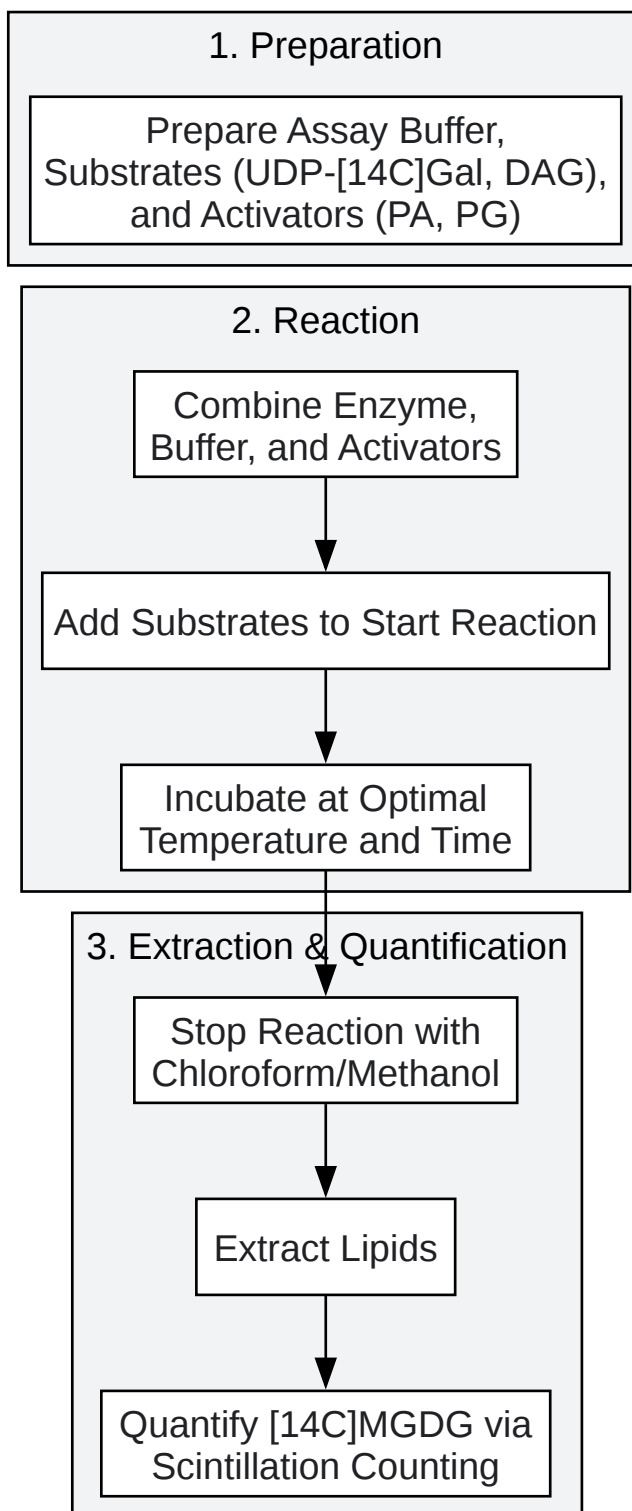 1. Preparation
Prepare Assay Buffer,
Substrates (UDP-[14C]Gal, DAG),
and Activators (PA, PG)
2. Reaction
Combine Enzyme,
Buffer, and Activators
Add Substrates to Start Reaction
Incubate at Optimal
Temperature and Time
3. Extraction & Quantification
Stop Reaction with
Chloroform/Methanol
Extract Lipids
Quantify [14C]MGDG via
Scintillation Counting